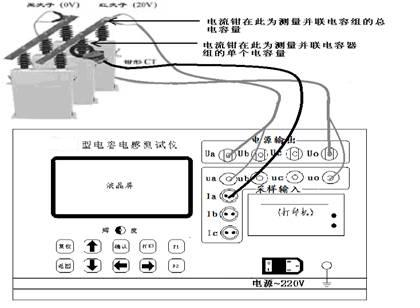 黑夹子（0V）
红夹子（20V）
电流钳在此为测量并联电容组的总
电容量
电流钳在此为测量并联电容器
组的单个电容量
钳形 CT
型电容电感测试仪
电源输出
Ua
Ub
Uc
Uo
ua
ub
uc
uo
液晶屏
Ia
采样输入
Ib
（打印机）
Ic
辉
度
复位
确认
打印
F1
返回
F2
电源~220V